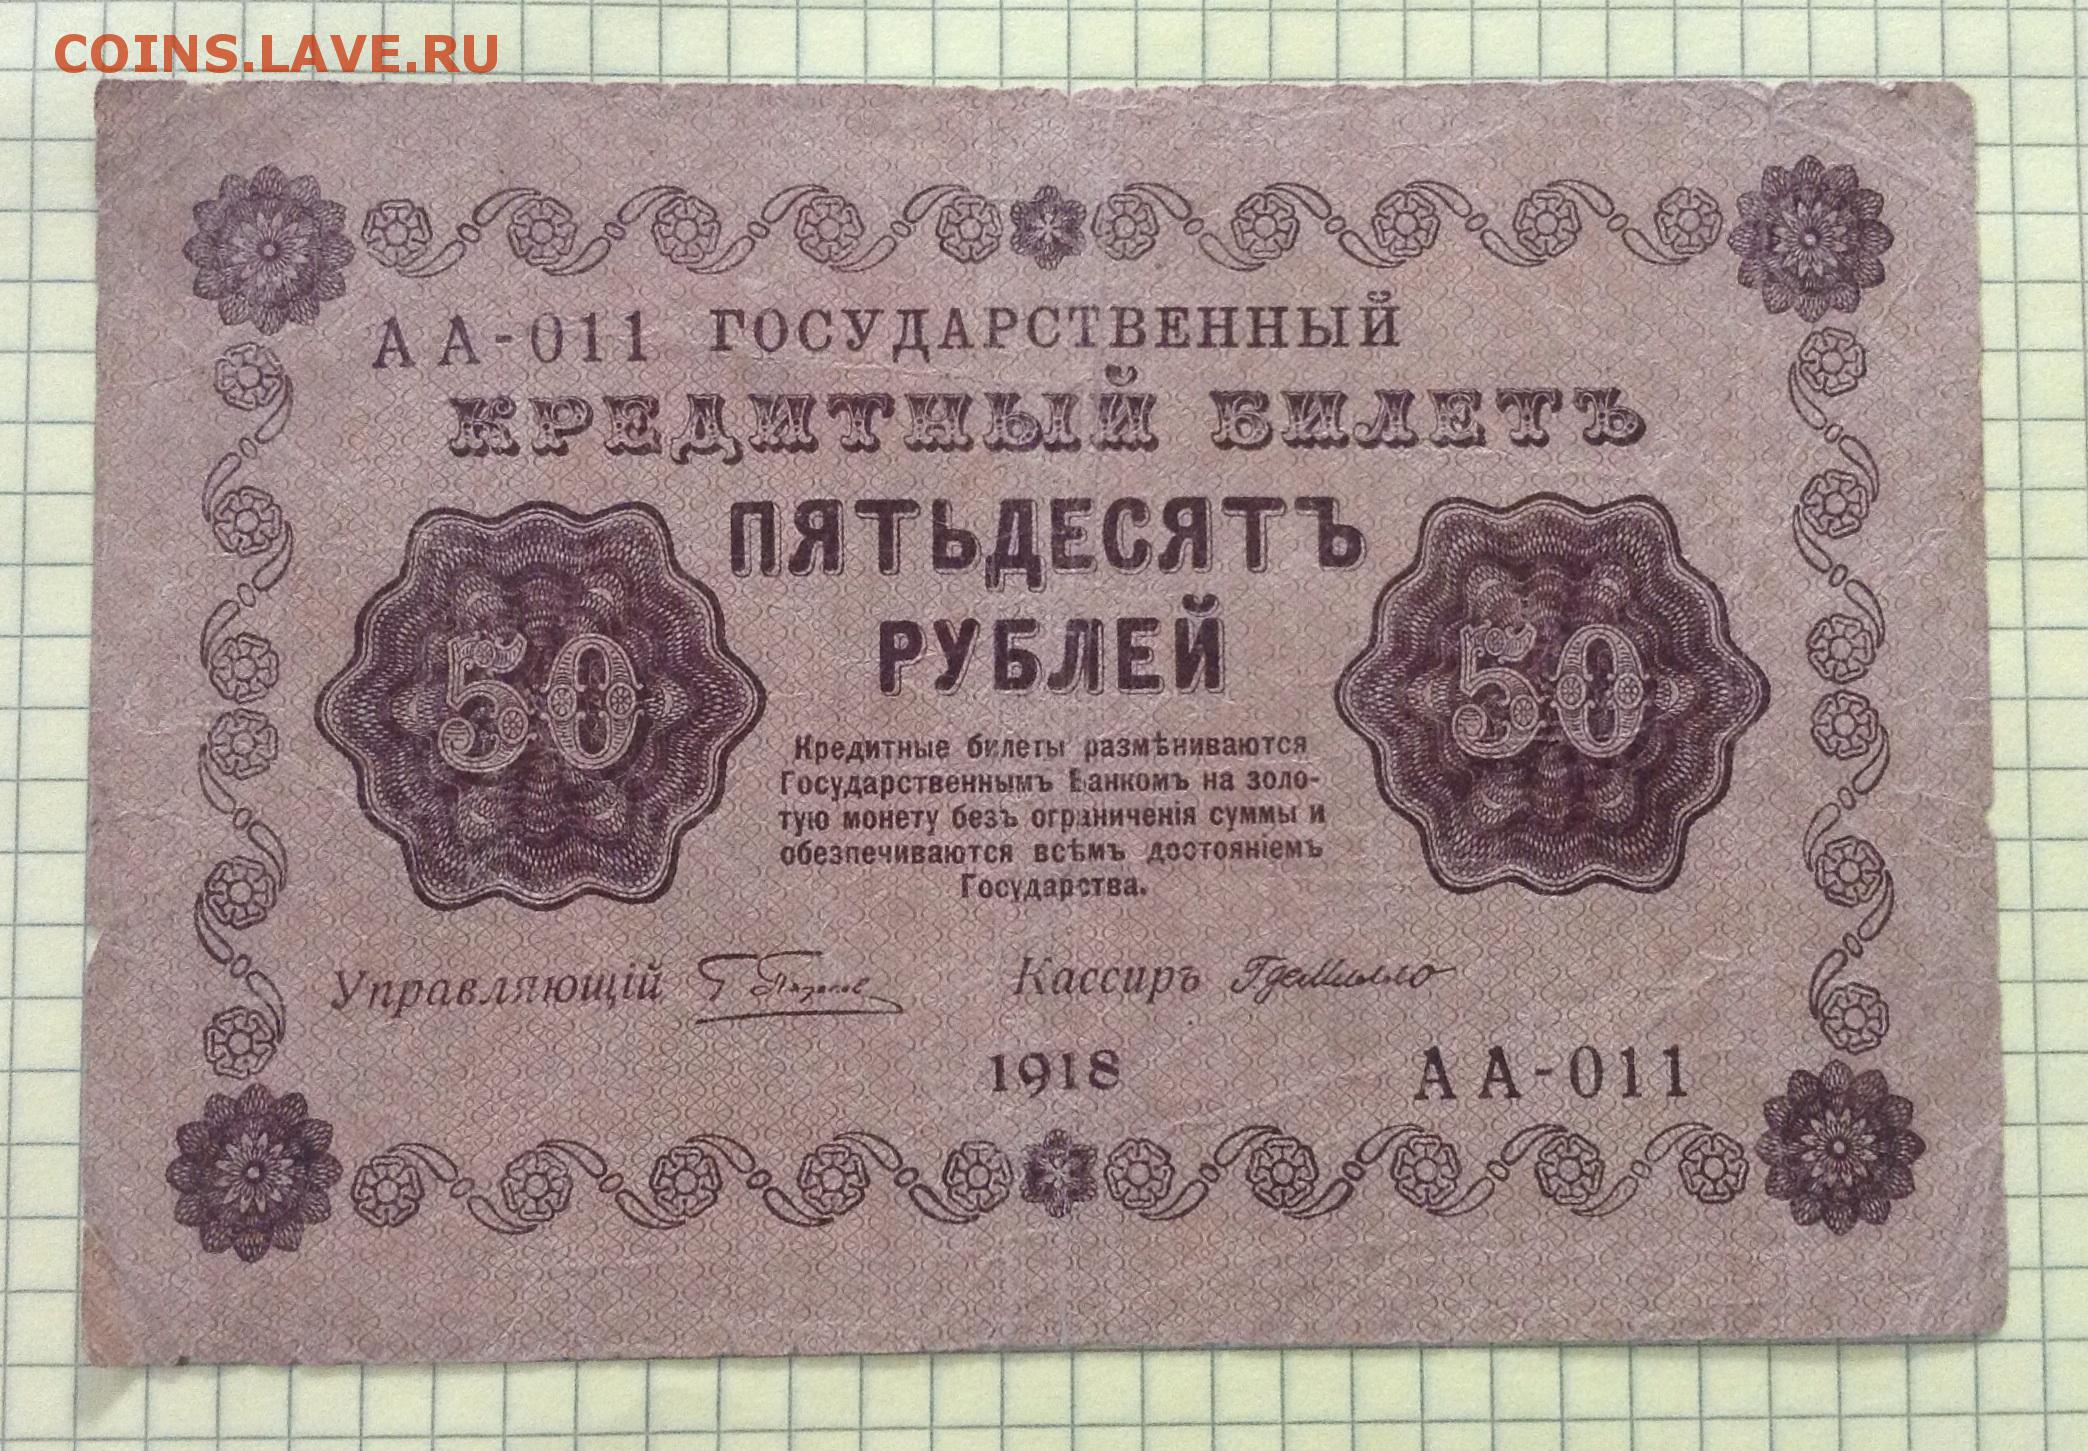 COINS.LAVE.RU
АА-011 ГОСУДАРСТВЕННЫЙ
КРЕДИТНЫЙ БИЛЕТЪ
ПЯТЬДЕСЯТЪ
РУБЛЕЙ
50 50
Кредитные билеты размѣниваются
Государственнымъ Банкомъ на золо-
тую монету безъ ограниченія суммы и
обезпечиваются всѣмъ достояніемъ
Государства.
Управляющій Кассиръ
1918 АА-011